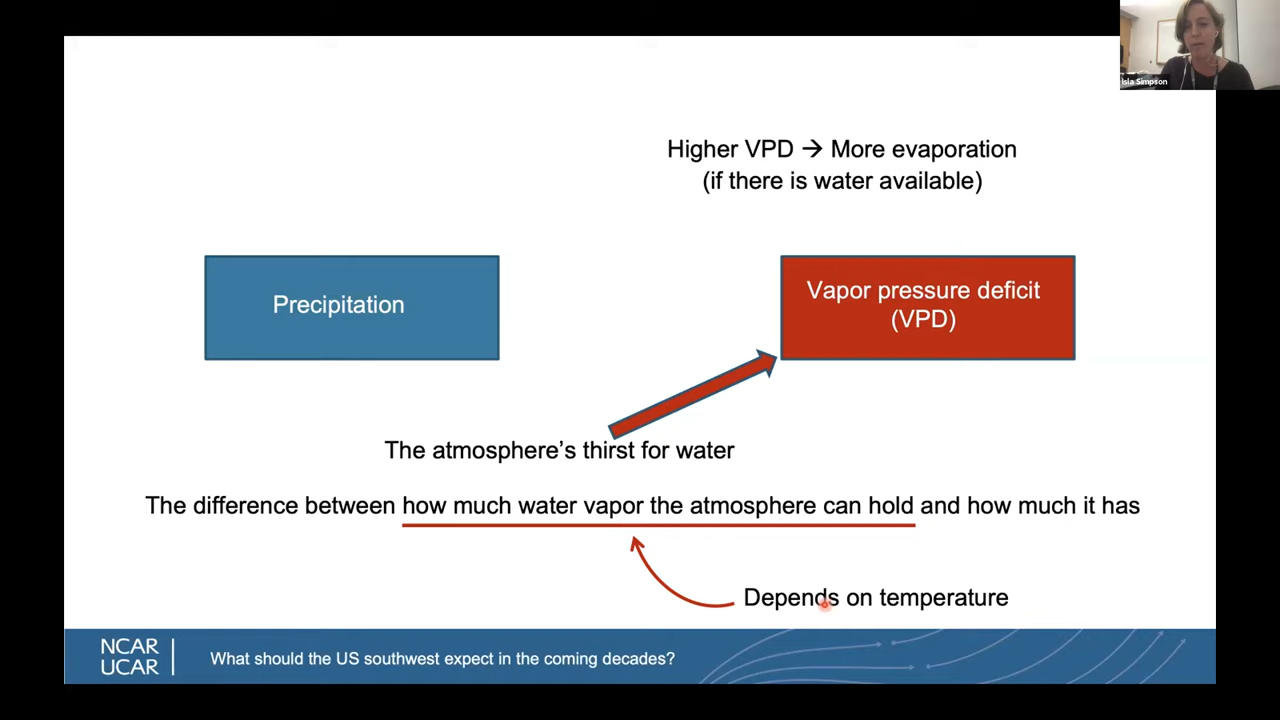 Isla Simpson
Higher VPD → More evaporation
(if there is water available)
Precipitation
Vapor pressure deficit
(VPD)
The atmosphere's thirst for water
The difference between how much water vapor the atmosphere can hold and how much it has
Depends on temperature
NCAR
UCAR
What should the US southwest expect in the coming decades?